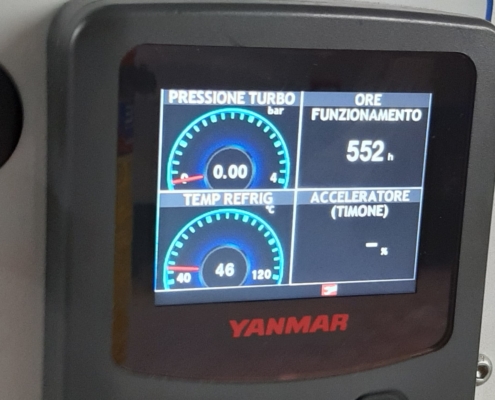 PRESSIONE TURBO
bar
0.00
0
4
ORE
FUNZIONAMENTO
552 h
TEMP REFRIG
°C
46
40
120
ACCELERATORE
(TIMONE)
- %
YANMAR